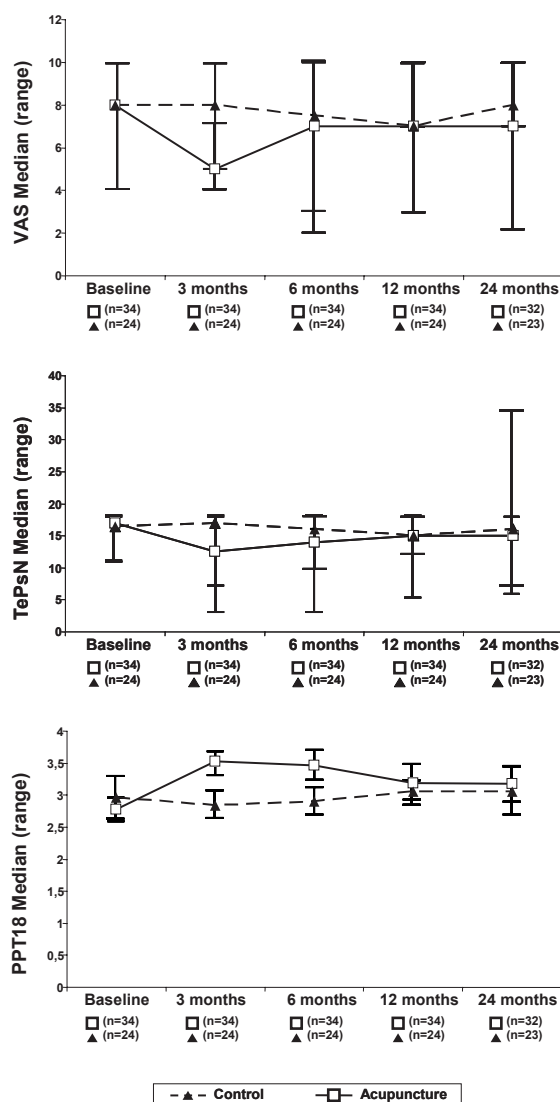 VAS Median (range)
12
10
8
6
4
2
0
Baseline 3 months 6 months 12 months 24 months
(n=34) (n=34) (n=34) (n=34) (n=32)
(n=24) (n=24) (n=24) (n=24) (n=23)
TePsN Median (range)
40
35
30
25
20
15
10
5
0
Baseline 3 months 6 months 12 months 24 months
(n=34) (n=34) (n=34) (n=34) (n=32)
(n=24) (n=24) (n=24) (n=24) (n=23)
PPT18 Median (range)
4
3,5
3
2,5
2
1,5
1
0,5
0
Baseline 3 months 6 months 12 months 24 months
(n=34) (n=34) (n=34) (n=34) (n=32)
(n=24) (n=24) (n=24) (n=24) (n=23)
Control Acupuncture